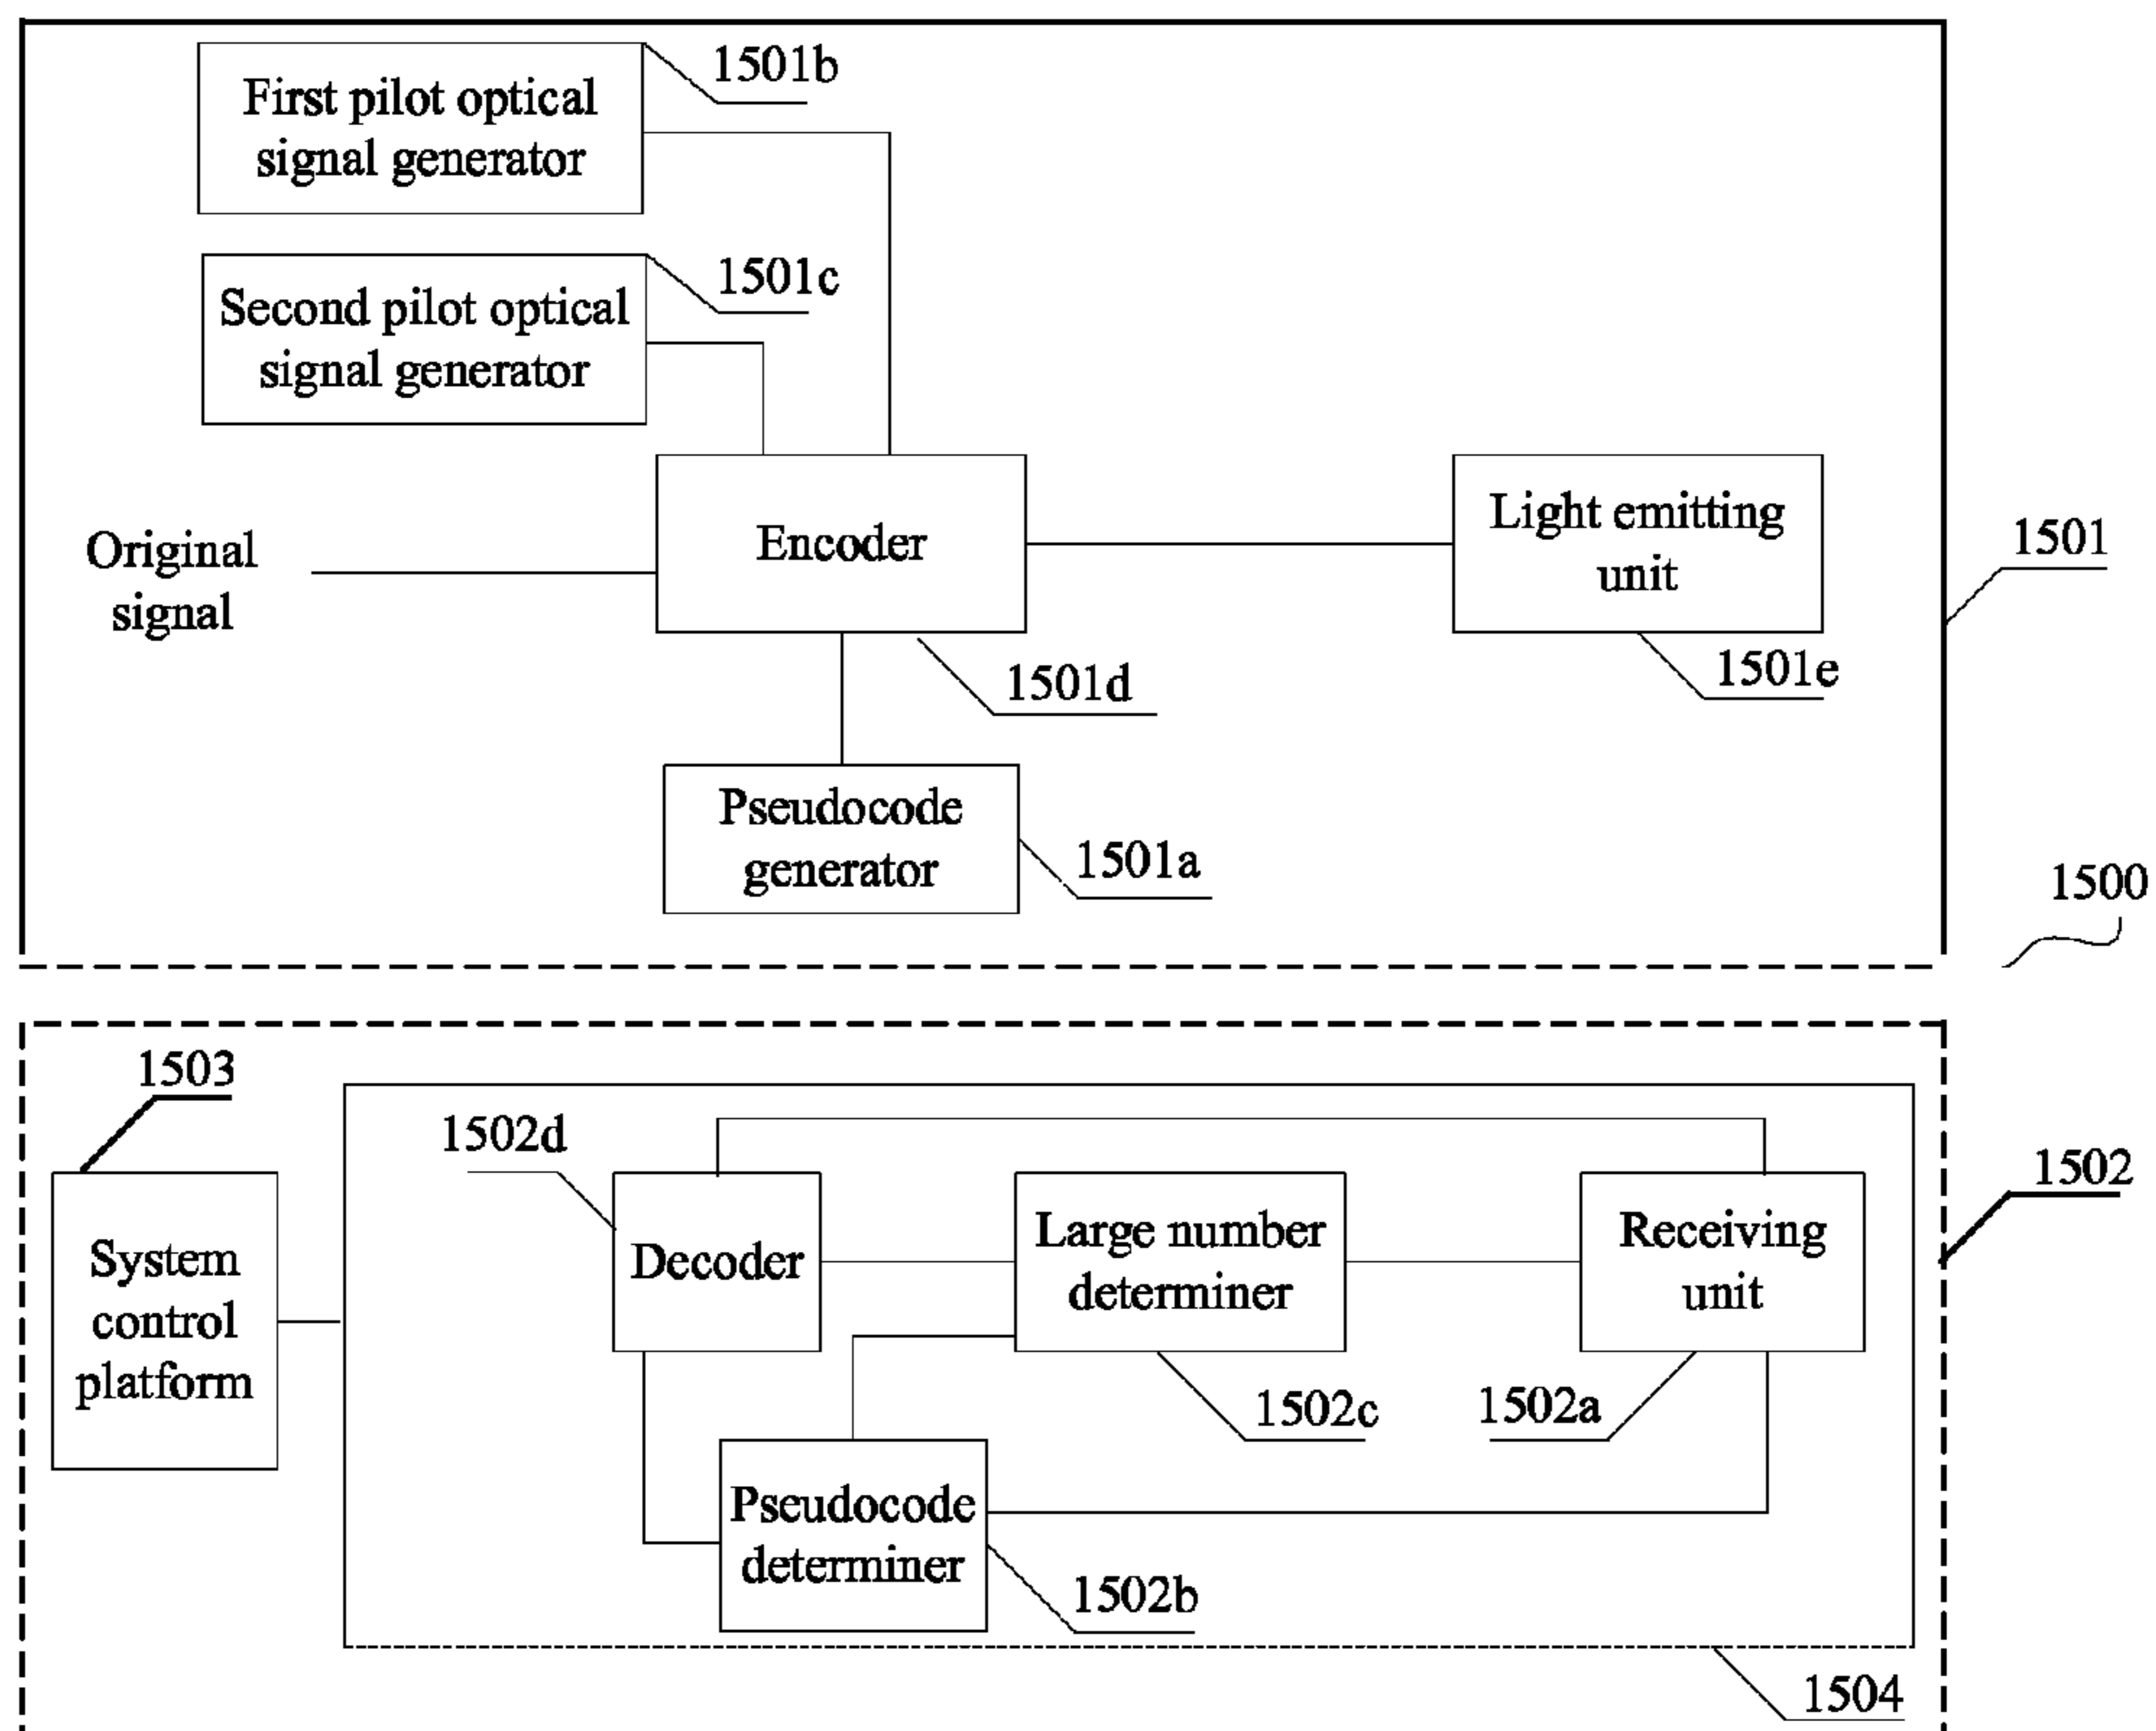 1501b
First pilot optical
signal generator
1501c
Second pilot optical
signal generator
Original
signal
Encoder
Light emitting
unit
1501
1501d
1501e
Pseudocode
generator
1501a
1500
1503
1502d
1502
System
control
platform
Decoder
Large number
determiner
Receiving
unit
1502c
1502a
Pseudocode
determiner
1502b
1504